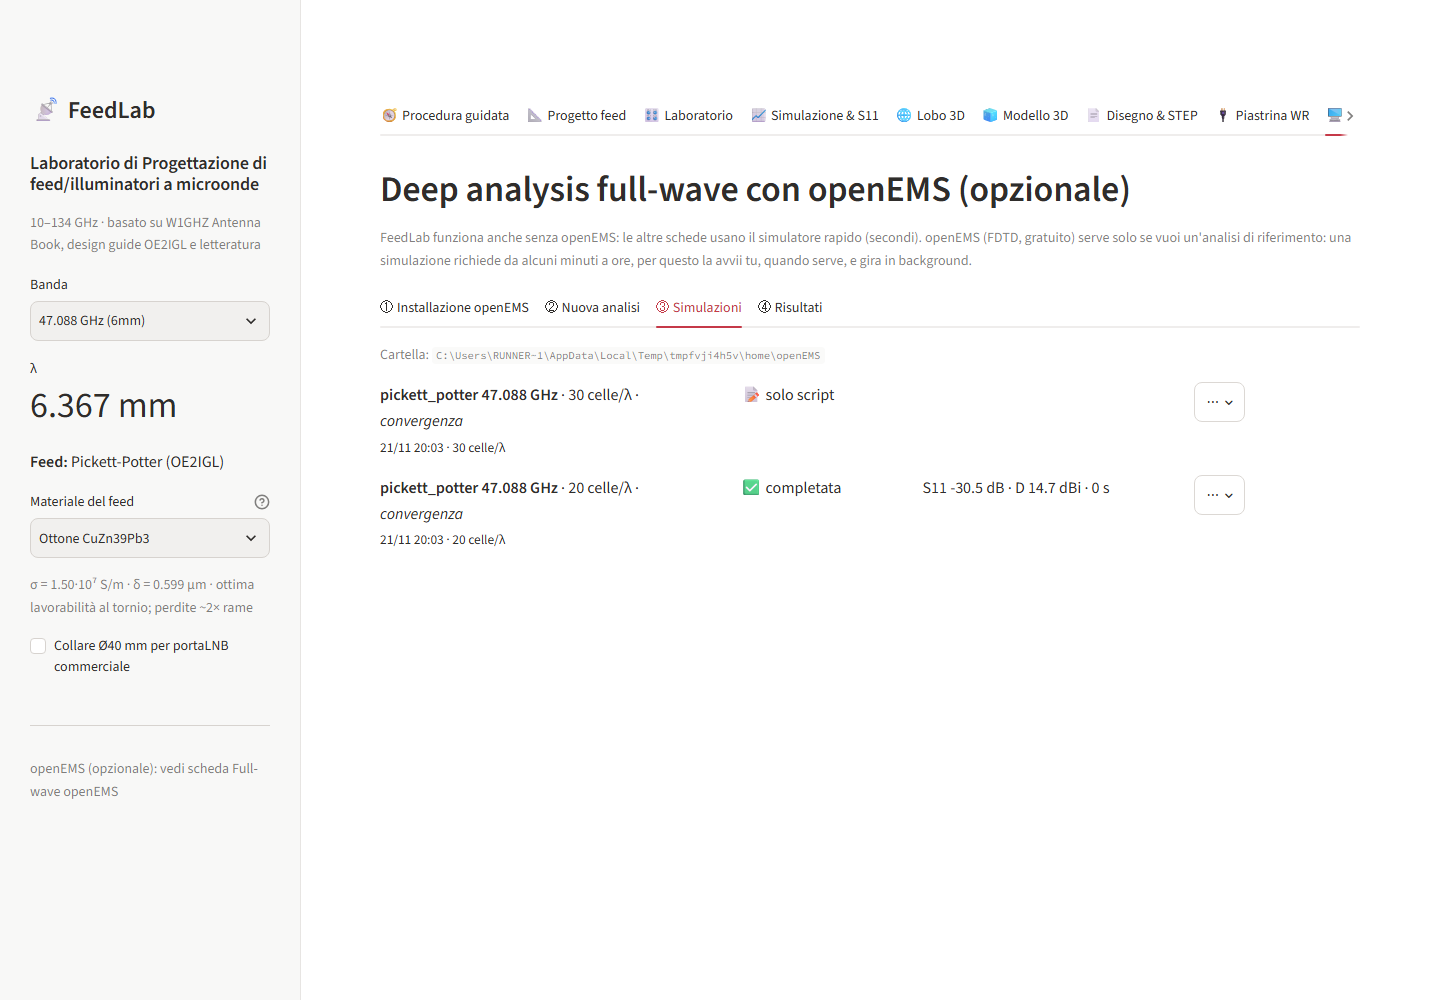 FeedLab
Laboratorio di Progettazione di
feed/illuminatori a microonde
10–134 GHz · basato su W1GHZ Antenna
Book, design guide OE2IGL e letteratura
Banda
47.088 GHz (6mm)
λ
6.367 mm
Feed: Pickett-Potter (OE2IGL)
Materiale del feed
Ottone CuZn39Pb3
σ = 1.50·10⁷ S/m · δ = 0.599 µm · ottima
lavorabilità al tornio; perdite ~2× rame
Collare Ø40 mm per portaLNB
commerciale
openEMS (opzionale): vedi scheda Full-
wave openEMS
Procedura guidata
Progetto feed
Laboratorio
Simulazione & S11
Lobo 3D
Modello 3D
Disegno & STEP
Piastrina WR
Deep analysis full-wave con openEMS (opzionale)
FeedLab funziona anche senza openEMS: le altre schede usano il simulatore rapido (secondi). openEMS (FDTD, gratuito) serve solo se vuoi un'analisi di riferimento: una
simulazione richiede da alcuni minuti a ore, per questo la avvii tu, quando serve, e gira in background.
① Installazione openEMS
② Nuova analisi
③ Simulazioni
④ Risultati
Cartella: C:\Users\RUNNER~1\AppData\Local\Temp\tmpfvji4h5v\home\openEMS
pickett_potter 47.088 GHz · 30 celle/λ ·
convergenza
21/11 20:03 · 30 celle/λ
solo script
···
pickett_potter 47.088 GHz · 20 celle/λ ·
convergenza
21/11 20:03 · 20 celle/λ
completata
S11 -30.5 dB · D 14.7 dBi · 0 s
···